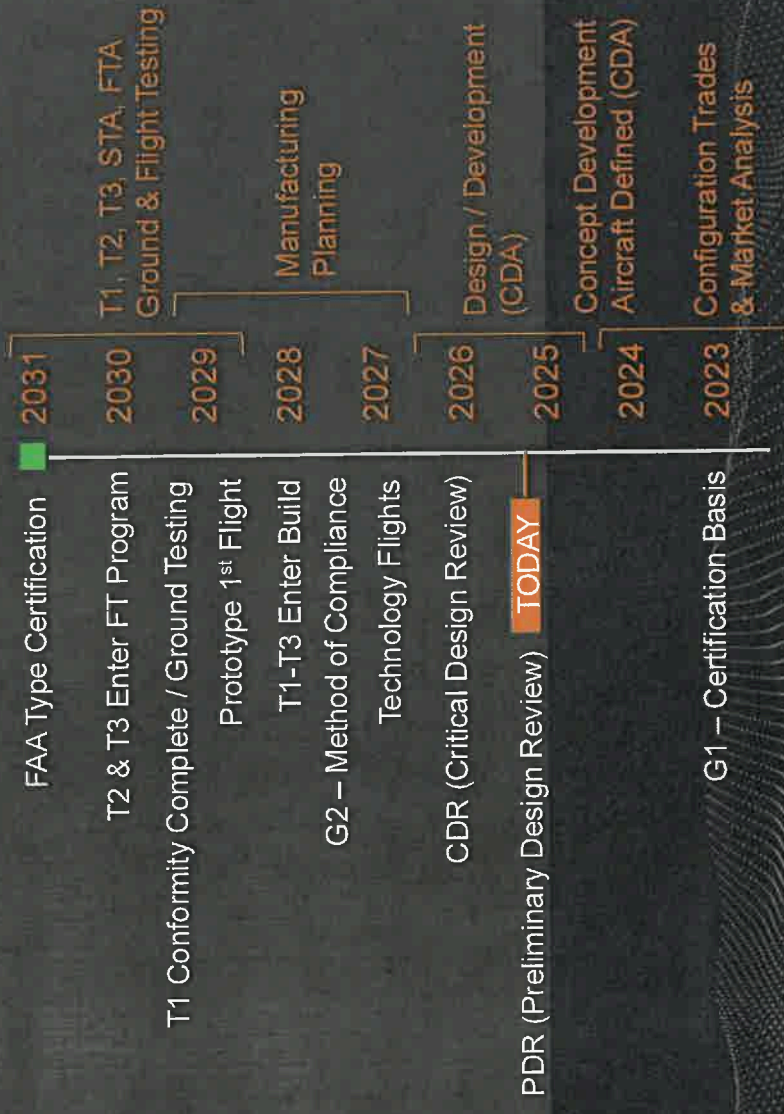 FAA Type Certification
T2 & T3 Enter FT Program
T1 Conformity Complete / Ground Testing
Prototype 1st Flight
T1-T3 Enter Build
G2 – Method of Compliance
Technology Flights
CDR (Critical Design Review)
PDR (Preliminary Design Review)
TODAY
G1 – Certification Basis
2031
2030
2029
2028
2027
2026
2025
2024
2023
T1, T2, T3, STA, FTA
Ground & Flight Testing
Manufacturing
Planning
Design / Development
(CDA)
Concept Development
Aircraft Defined (CDA)
Configuration Trades
& Market Analysis